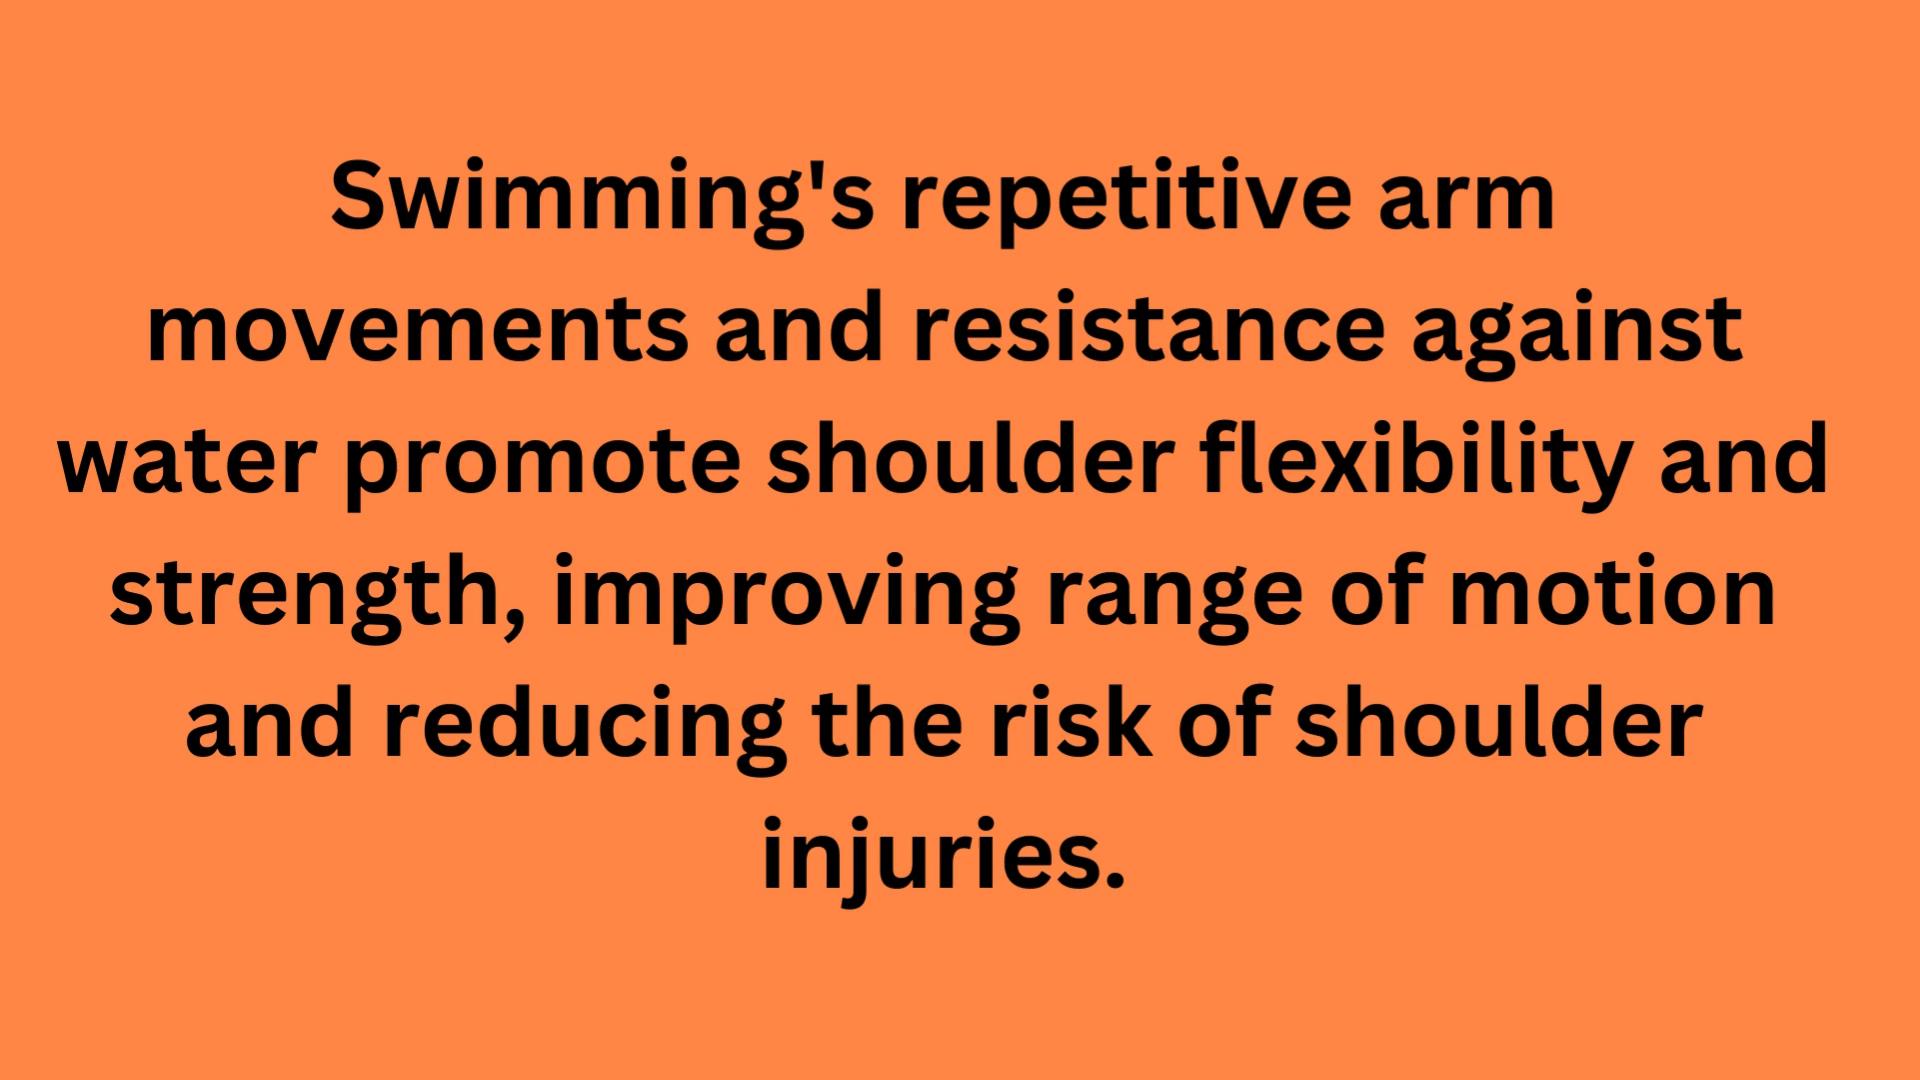 Swimming's repetitive arm
movements and resistance against
water promote shoulder flexibility and
strength, improving range of motion
and reducing the risk of shoulder
injuries.